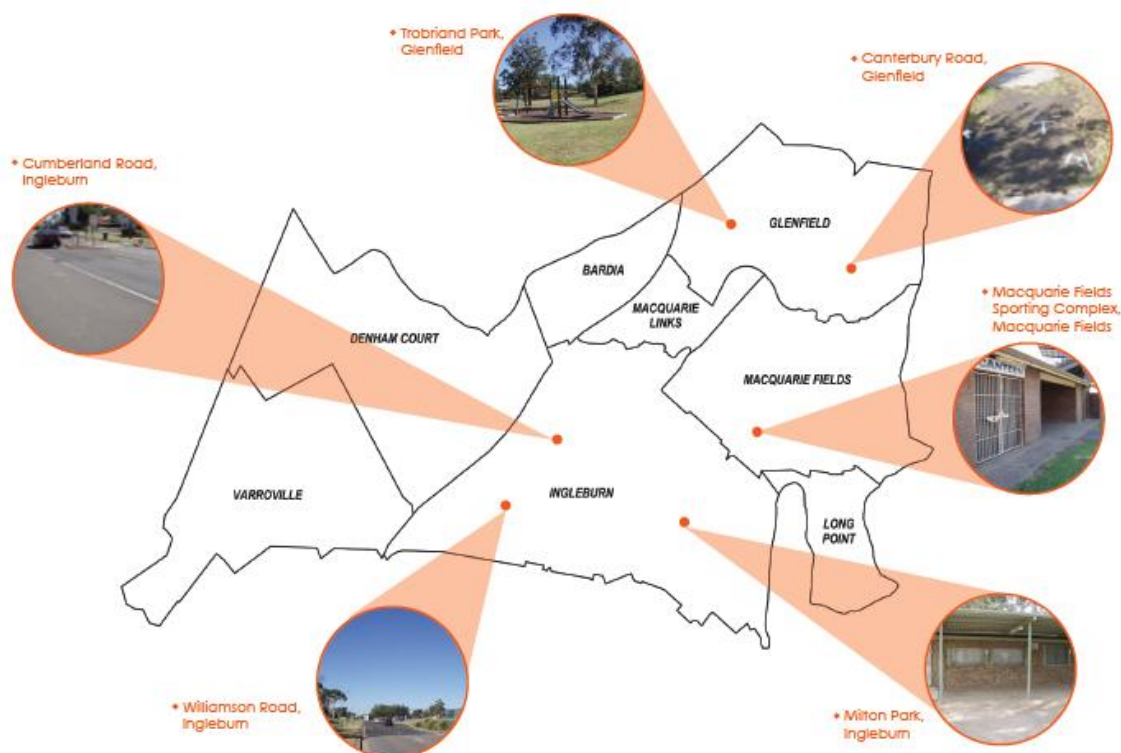 Trobriand Park,
Glenfield
Canterbury Road,
Glenfield
Cumberland Road,
Ingleburn
GLENFIELD
BARDIA
MACQUARIE
LINKS
Macquarie Fields
Sporting Complex,
Macquarie Fields
DENHAM COURT
MACQUARIE FIELDS
CANTEEN
VARROVILLE
INGLEBURN
LONG
POINT
Williamson Road,
Ingleburn
Milton Park,
Ingleburn